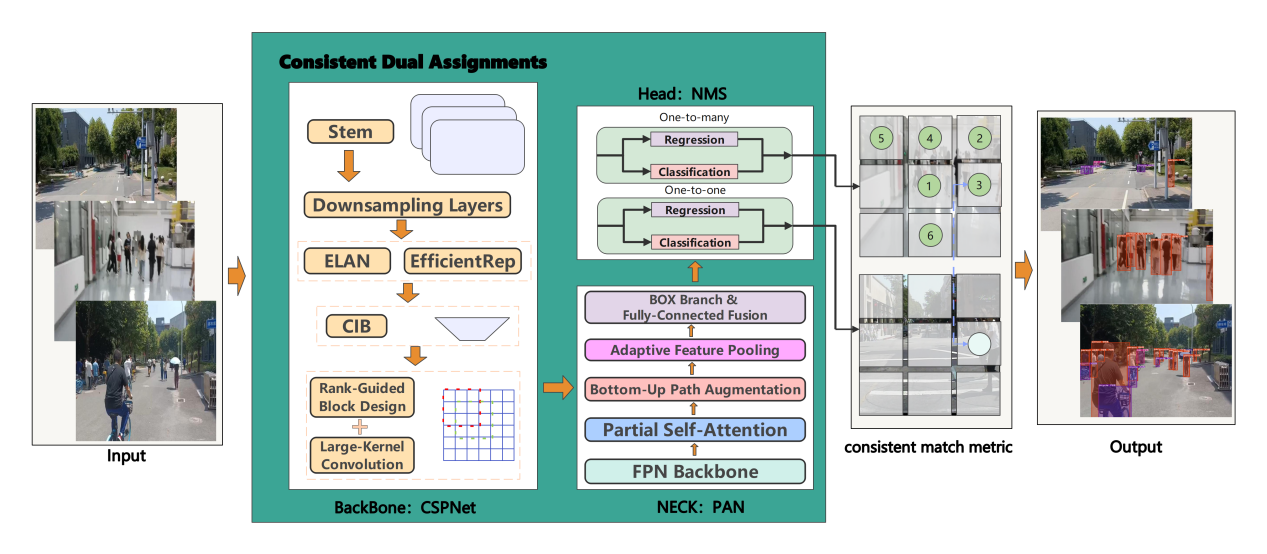 Consistent Dual Assignments
Stem
Downsampling Layers
ELAN
EfficientRep
CIB
Rank-Guided
Block Design
Large-Kernel
Convolution
BackBone: CSPNet
Head: NMS
One-to-many
Regression
Classification
One-to-one
Regression
Classification
BOX Branch &
Fully-Connected Fusion
Adaptive Feature Pooling
Bottom-Up Path Augmentation
Partial Self-Attention
FPN Backbone
NECK: PAN
5
4
2
1
3
6
consistent match metric
Input
Output